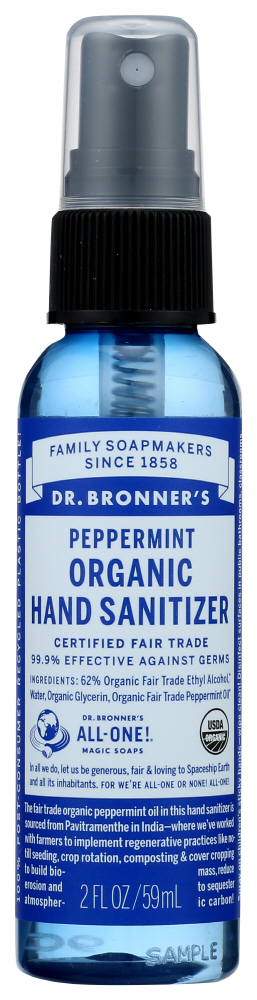 FAMILY SOAPMAKERS
SINCE 1858
DR. BRONNER'S
PEPPERMINT
ORGANIC
HAND SANITIZER
CERTIFIED FAIR TRADE
99.9% EFFECTIVE AGAINST GERMS
INGREDIENTS: 62% Organic Fair Trade Ethyl Alcohol,*
Water, Organic Glycerin, Organic Fair Trade Peppermint Oil*
DR. BRONNER'S
ALL-ONE!
MAGIC SOAPS
USDA
ORGANIC
In all we do, let us be generous, fair & loving to Spaceship Earth
and all its inhabitants. FOR WE'RE ALL-ONE OR NONE! ALL-ONE!
The fair trade organic peppermint oil in this hand sanitizer is
sourced from Pavitramenthe in India—where we've worked
with farmers to implement regenerative practices like no-
till seeding, crop rotation, composting & cover cropping
to build bio- mass, reduce
erosion and to sequester
atmospher- ic carbon!
2 FL OZ/59mL
SAMPLE
100% POST-CONSUMER RECYCLED PLASTIC BOTTLE!